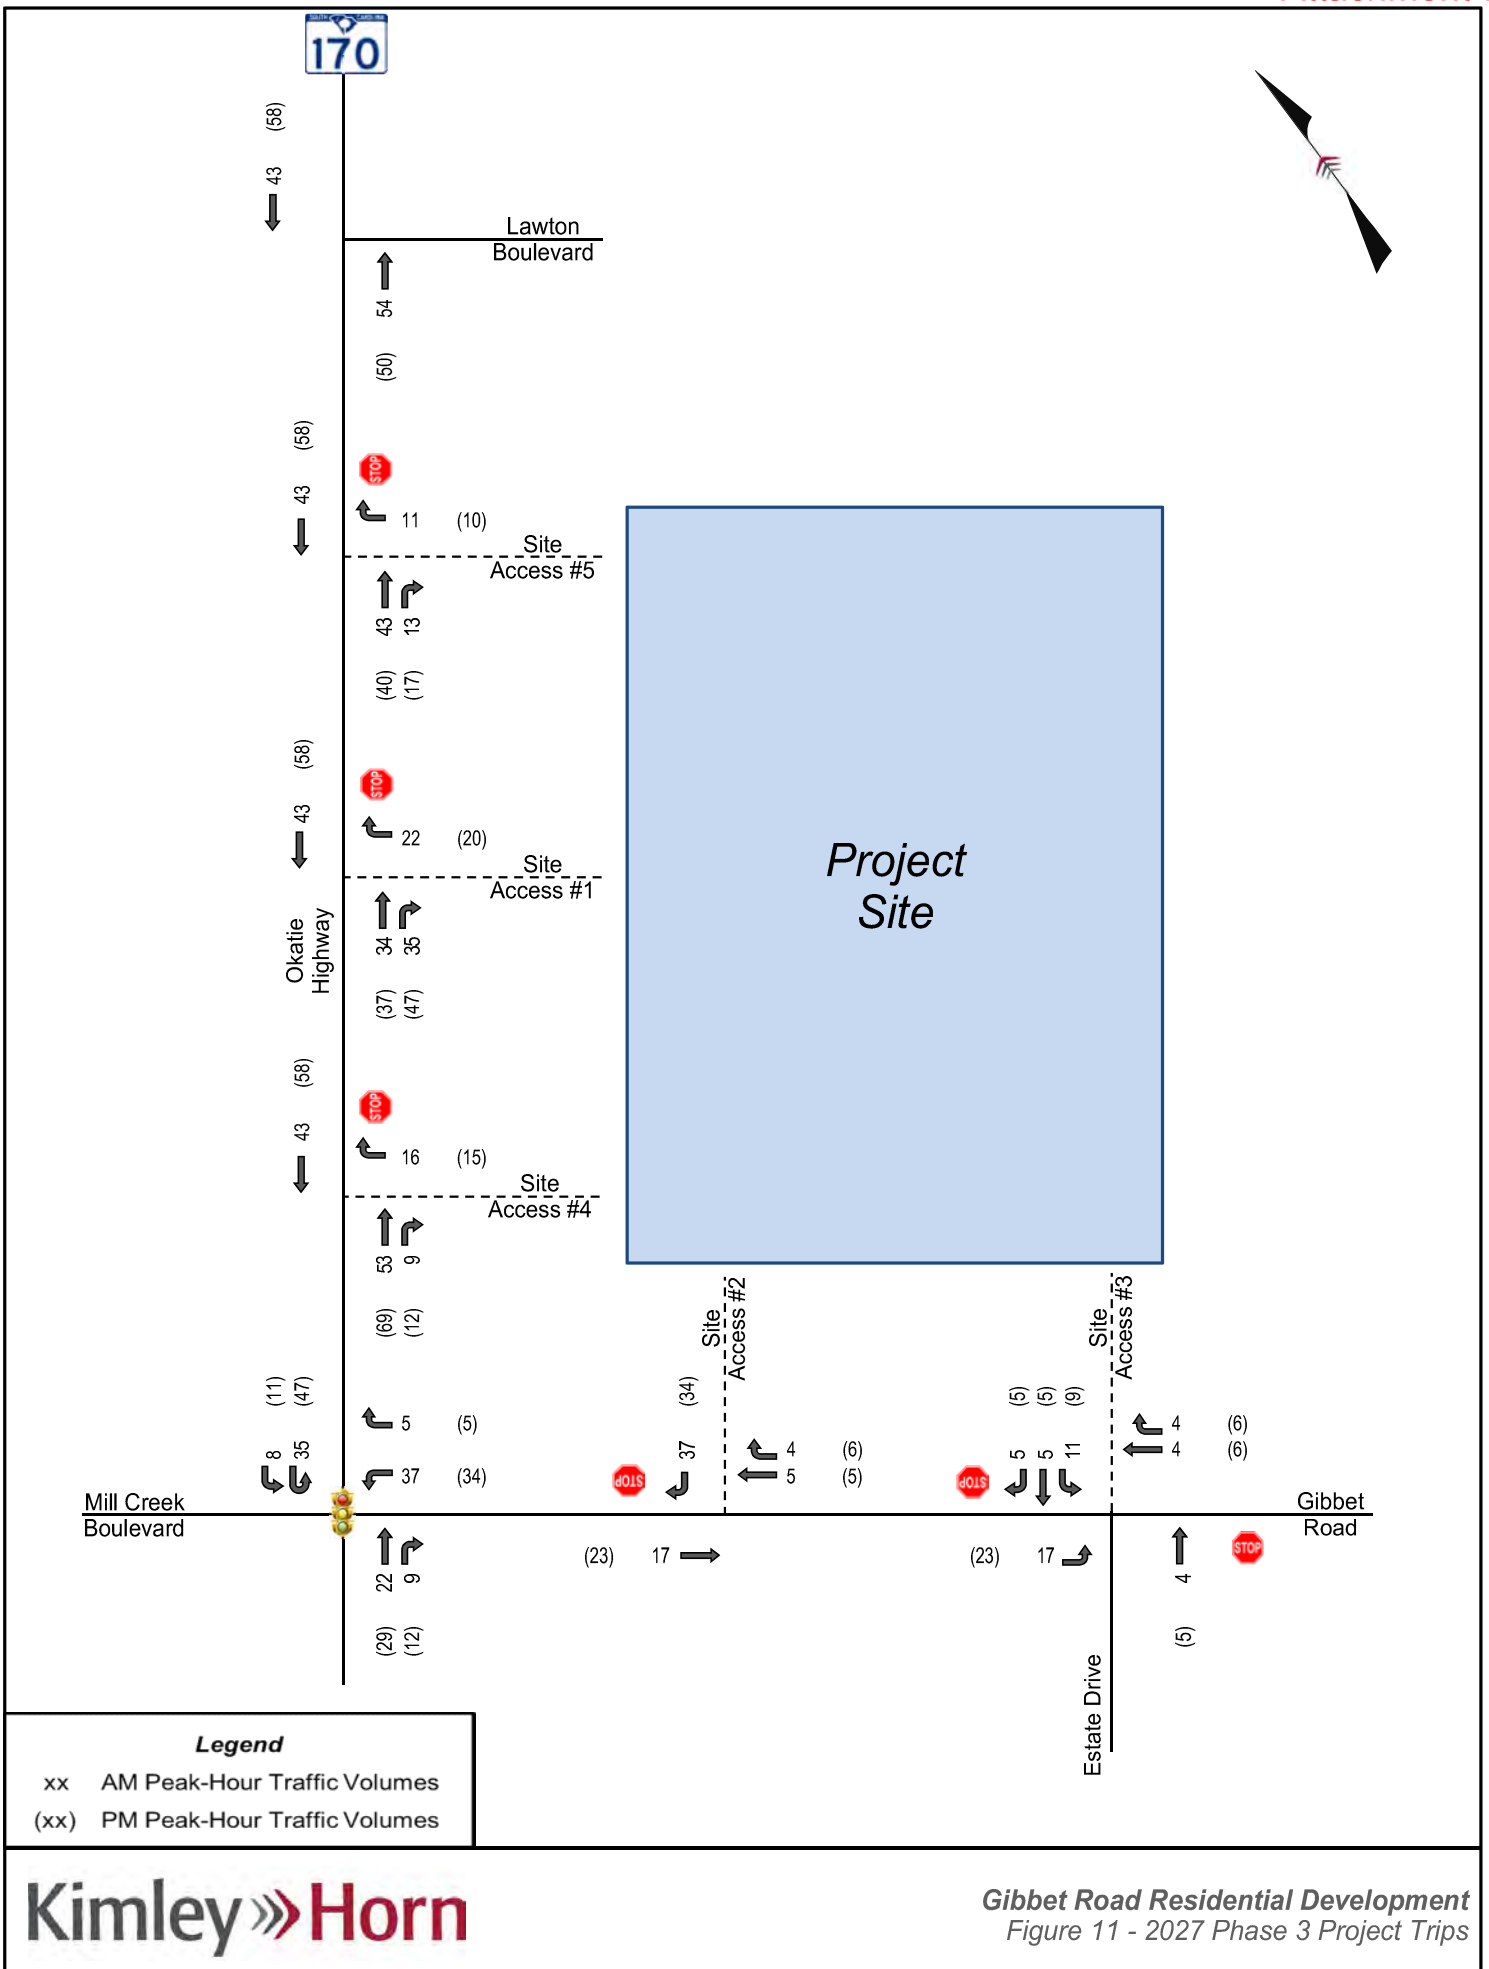 SOUTH CAROLINA
170
(58)
43
Lawton
Boulevard
54
(50)
(58)
43
STOP
11 (10)
Site
Access #5
43 13
(40) (17)
(58)
43
STOP
22 (20)
Site
Access #1
34 35
(37) (47)
Okatie
Highway
Project
Site
(58)
43
STOP
16 (15)
Site
Access #4
53 9
(69) (12)
Site
Access #2
Site
Access #3
(11) (47)
8 35
5 (5)
37 (34)
(34)
37
STOP
4 (6)
5 (5)
(5) (5) (9)
5 5 11
STOP
4 (6)
4 (6)
Mill Creek
Boulevard
Gibbet
Road
22 9
(29) (12)
(23) 17
(23) 17
4
(5)
STOP
Estate Drive
Legend
xx AM Peak-Hour Traffic Volumes
(xx) PM Peak-Hour Traffic Volumes
Kimley Horn
Gibbet Road Residential Development
Figure 11 - 2027 Phase 3 Project Trips